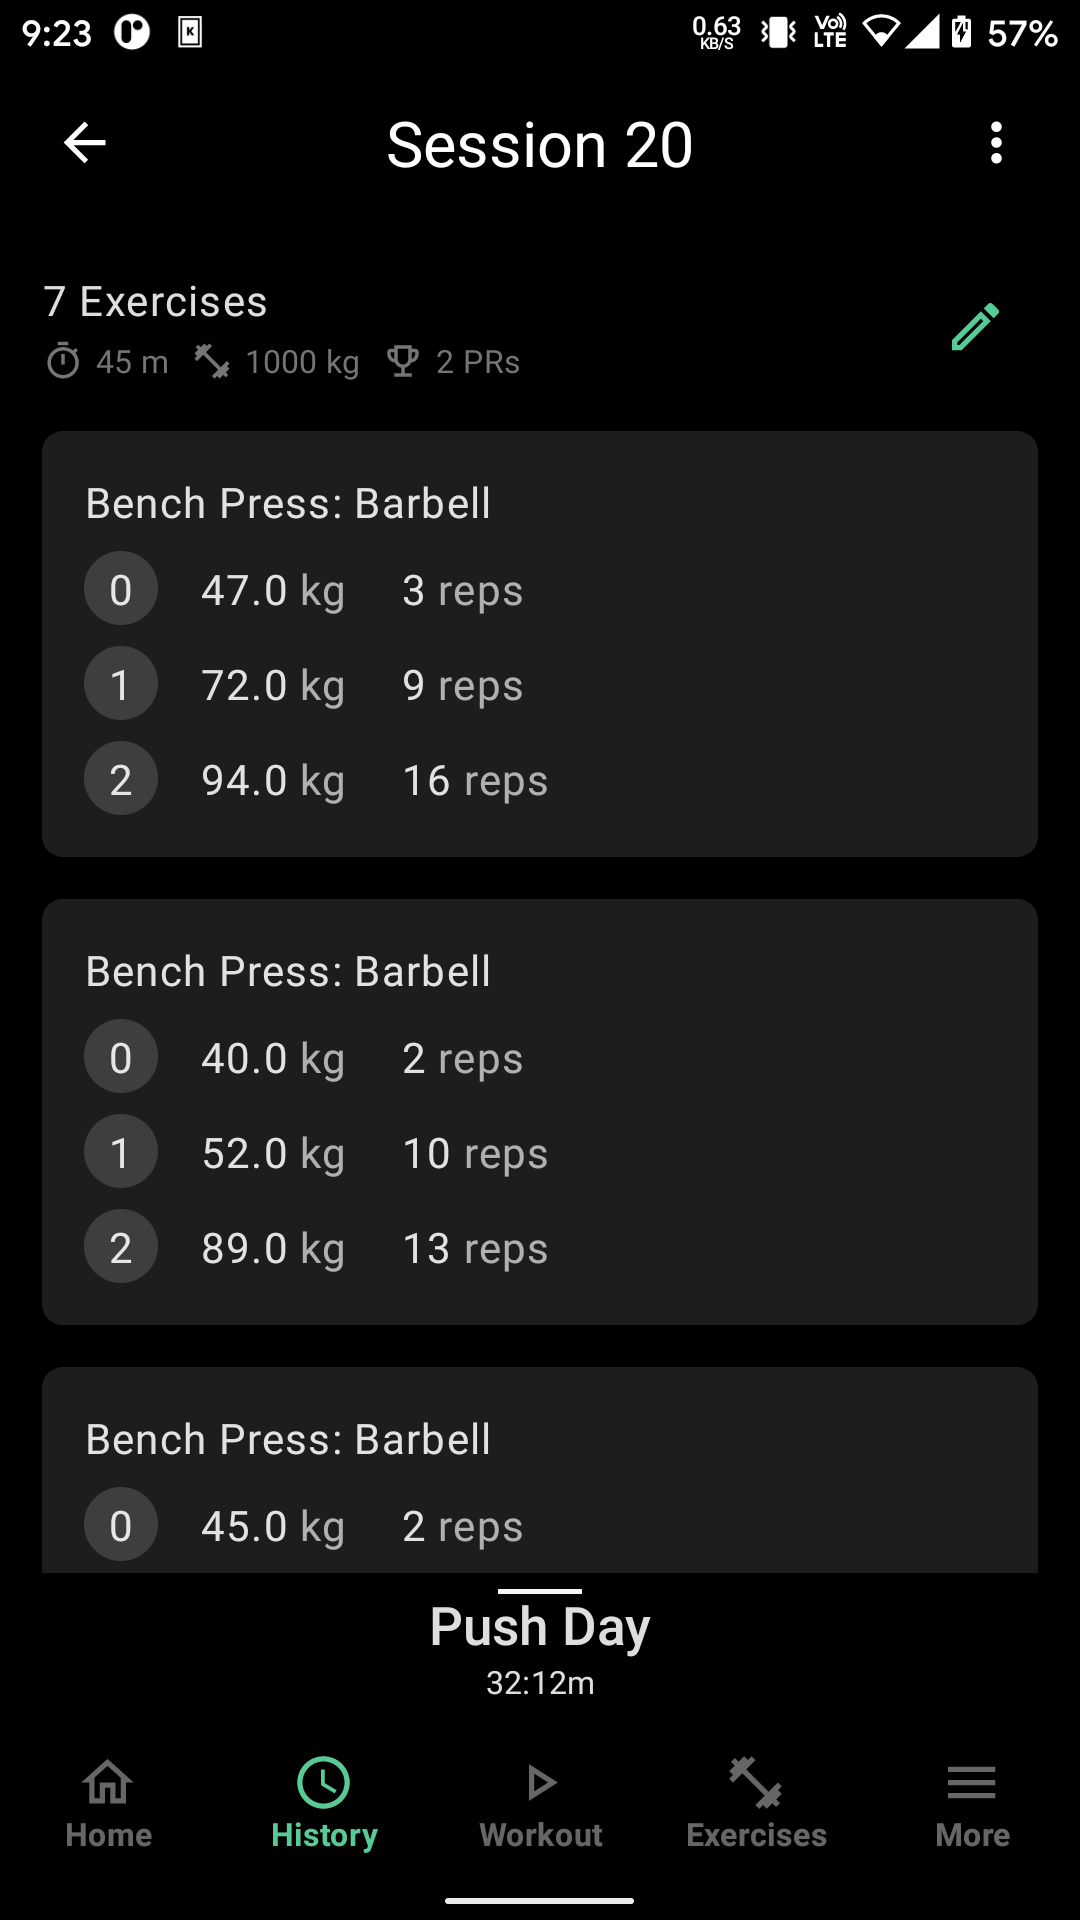 9:23 K 0.63 KB/S Vo) LTE 57%
Session 20
7 Exercises
45 m 1000 kg 2 PRs
Bench Press: Barbell
0 47.0 kg 3 reps
1 72.0 kg 9 reps
2 94.0 kg 16 reps
Bench Press: Barbell
0 40.0 kg 2 reps
1 52.0 kg 10 reps
2 89.0 kg 13 reps
Bench Press: Barbell
0 45.0 kg 2 reps
Push Day
32:12m
Home History Workout Exercises More